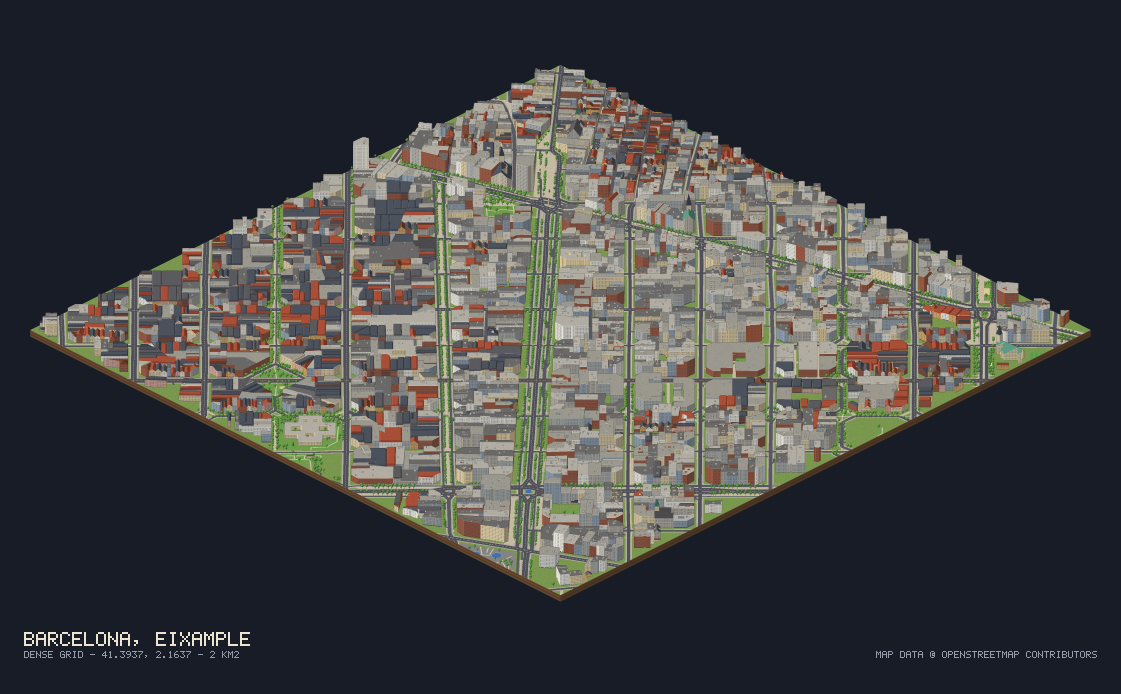 BARCELONA, EIXAMPLE
DENSE GRID - 41.3937, 2.1637 - 2 KM2
MAP DATA @ OPENSTREETMAP CONTRIBUTORS